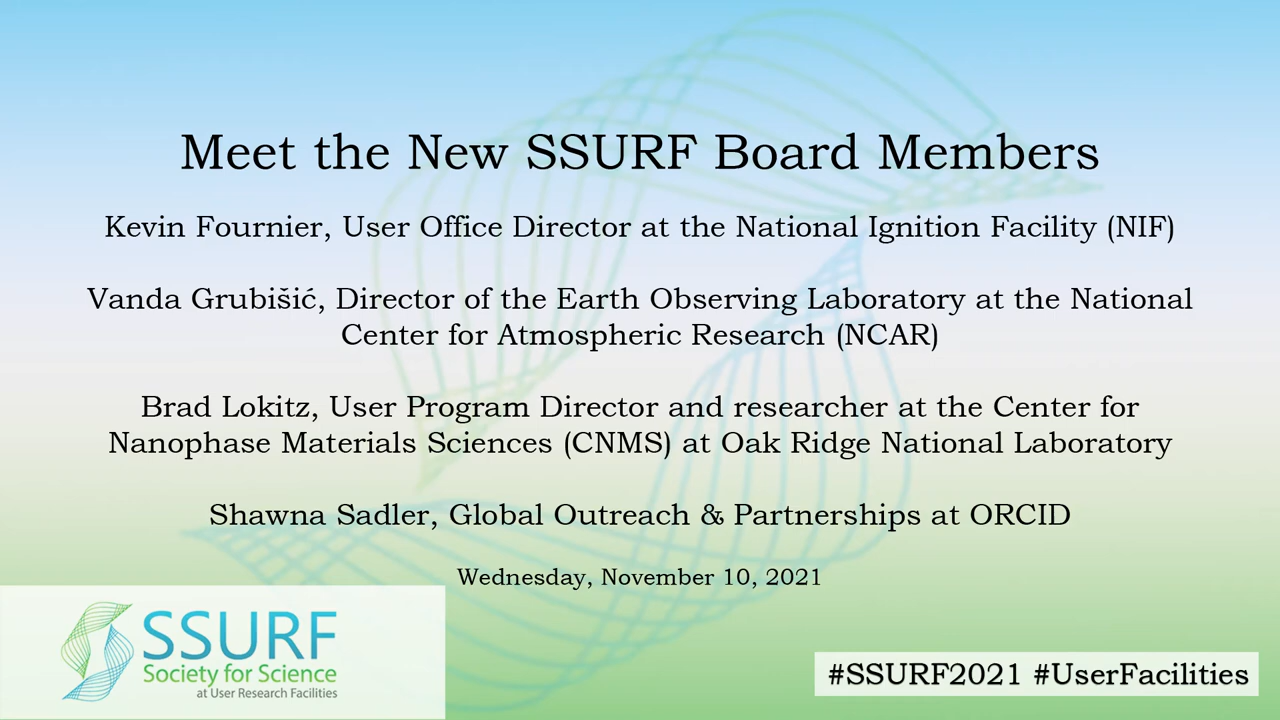 Meet the New SSURF Board Members
Kevin Fournier, User Office Director at the National Ignition Facility (NIF)
Vanda Grubišić, Director of the Earth Observing Laboratory at the National
Center for Atmospheric Research (NCAR)
Brad Lokitz, User Program Director and researcher at the Center for
Nanophase Materials Sciences (CNMS) at Oak Ridge National Laboratory
Shawna Sadler, Global Outreach & Partnerships at ORCID
Wednesday, November 10, 2021
SSURF
Society for Science
at User Research Facilities
#SSURF2021 #UserFacilities